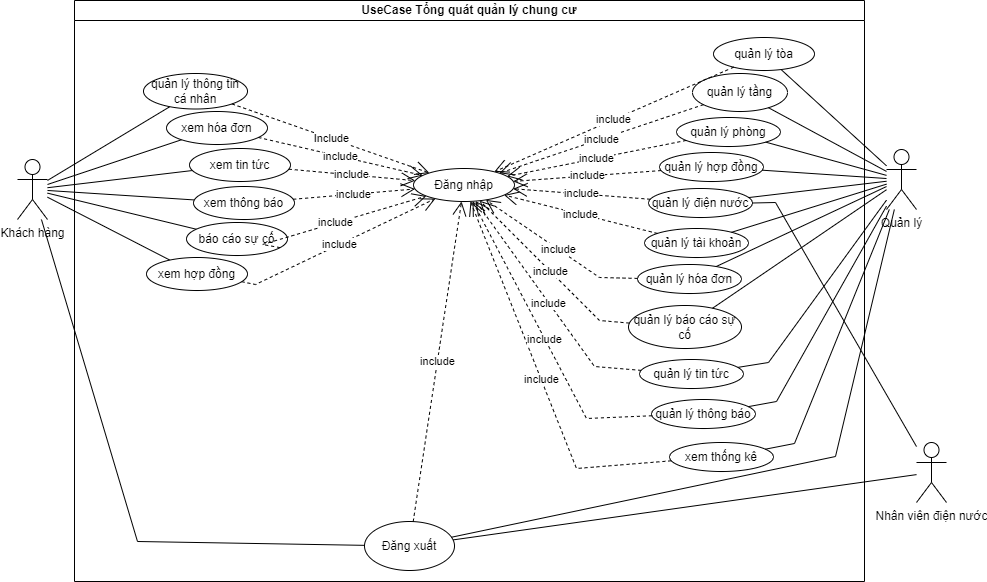 UseCase Tổng quát quản lý chung cư
quản lý thông tin
cá nhân
xem hóa đơn
xem tin tức
xem thông báo
báo cáo sự cố
xem hợp đồng
Khách hàng
Include
include
include
include
include
include
Đăng nhập
include
include
include
include
include
include
include
include
include
include
include
include
quản lý tòa
quản lý tầng
quản lý phòng
quản lý hợp đồng
quản lý điện nước
quản lý tài khoản
quản lý hóa đơn
quản lý báo cáo sự
cố
quản lý tin tức
quản lý thông báo
xem thống kê
Quản lý
Nhân viên điện nước
Đăng xuất